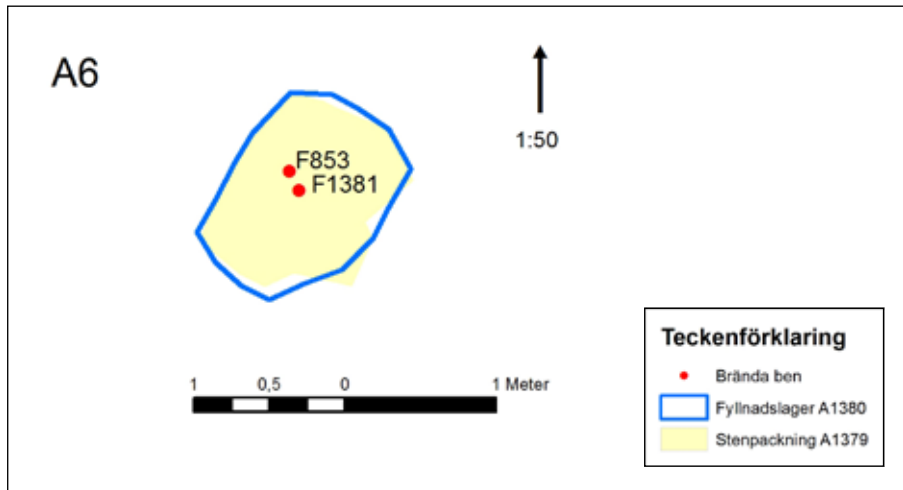 A6
1:50
F853
F1381
1 0,5 0 1 Meter
Teckenförklaring
Brända ben
Fyllnadslager A1380
Stenpackning A1379